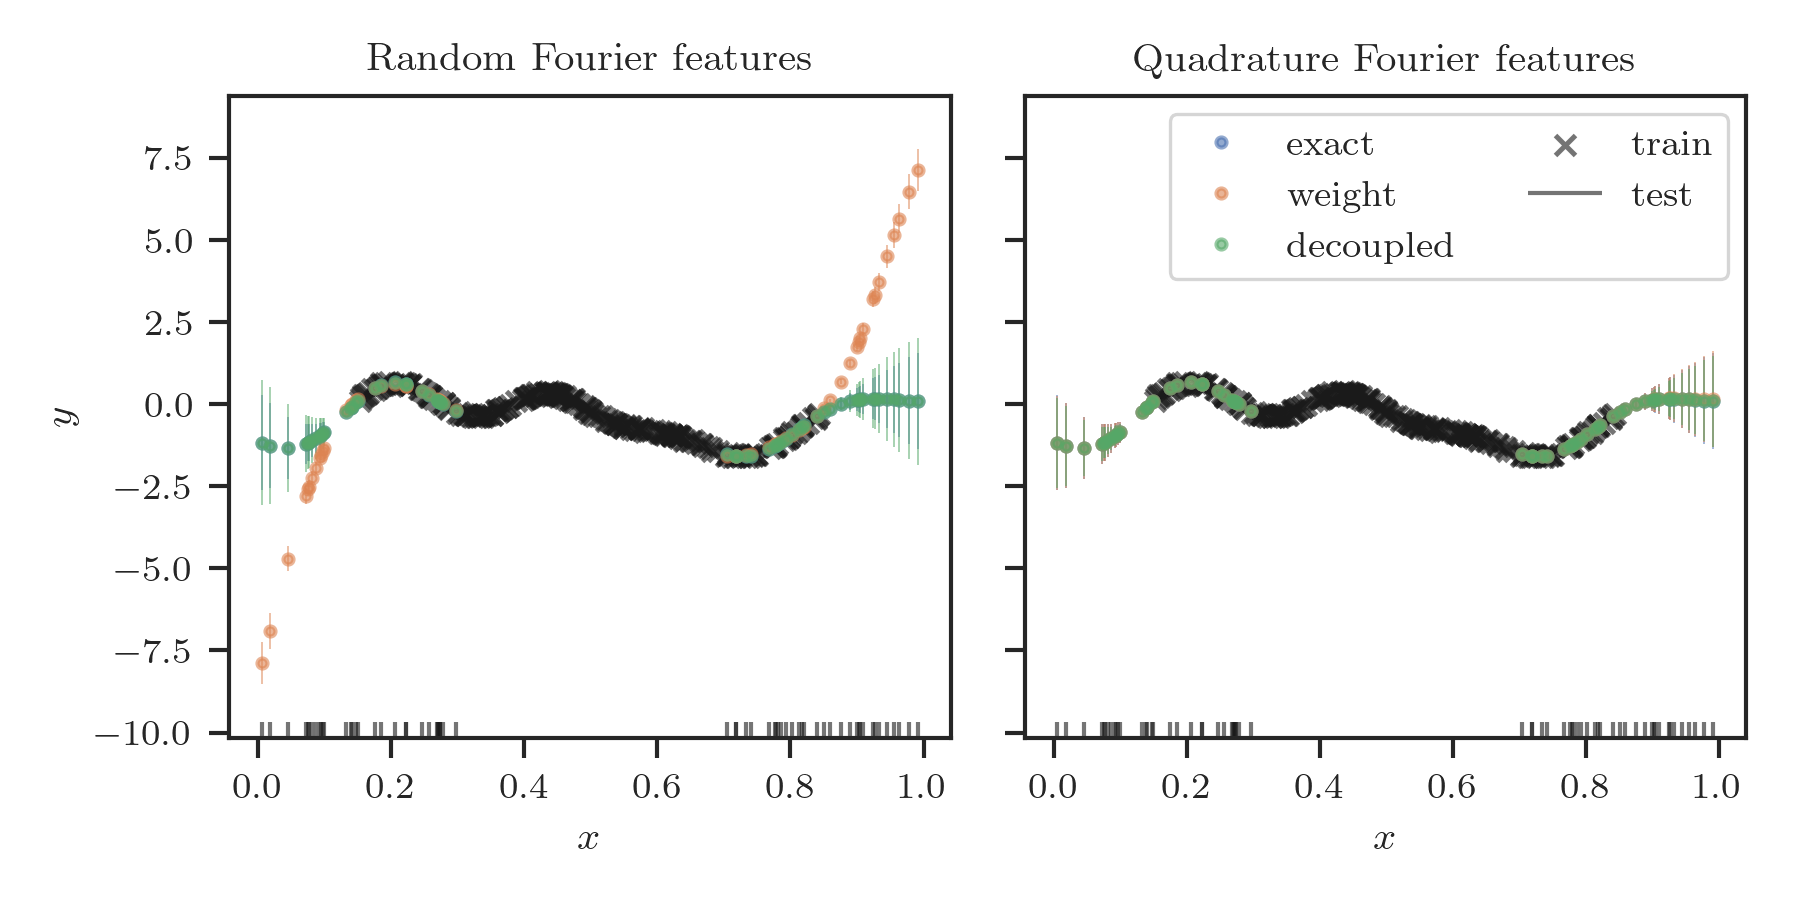 Random Fourier features
Quadrature Fourier features
exact
weight
decoupled
train
test
7.5
5.0
2.5
0.0
−2.5
−5.0
−7.5
−10.0
y
0.0 0.2 0.4 0.6 0.8 1.0
x
0.0 0.2 0.4 0.6 0.8 1.0
x